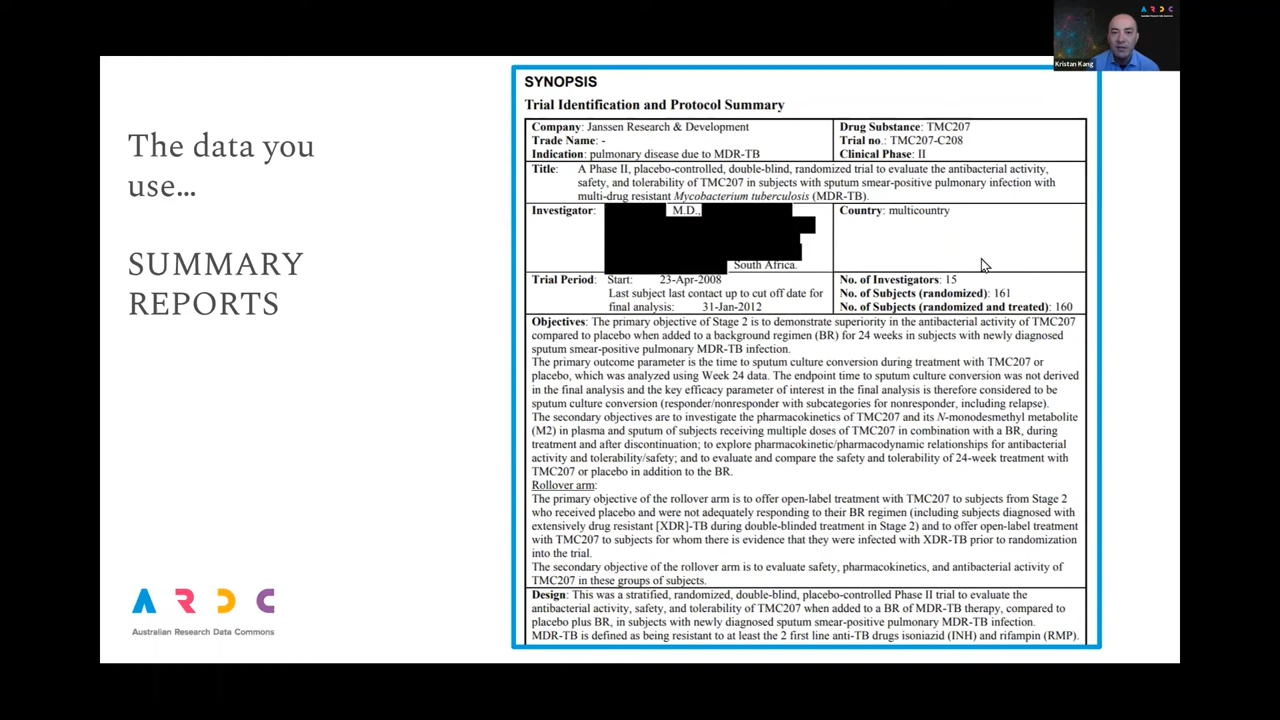 A R D C
Kristan Kang
The data you
use...
SUMMARY
REPORTS
A R D C
Australian Research Data Commons
SYNOPSIS
Trial Identification and Protocol Summary
Company: Janssen Research & Development
Trade Name: -
Indication: pulmonary disease due to MDR-TB
Drug Substance: TMC207
Trial no.: TMC207-C208
Clinical Phase: II
Title: A Phase II, placebo-controlled, double-blind, randomized trial to evaluate the antibacterial activity,
safety, and tolerability of TMC207 in subjects with sputum smear-positive pulmonary infection with
multi-drug resistant Mycobacterium tuberculosis (MDR-TB).
Investigator: M.D.,
South Africa.
Country: multicountry
Trial Period: Start: 23-Apr-2008
Last subject last contact up to cut off date for
final analysis: 31-Jan-2012
No. of Investigators: 15
No. of Subjects (randomized): 161
No. of Subjects (randomized and treated): 160
Objectives: The primary objective of Stage 2 is to demonstrate superiority in the antibacterial activity of TMC207
compared to placebo when added to a background regimen (BR) for 24 weeks in subjects with newly diagnosed
sputum smear-positive pulmonary MDR-TB infection.
The primary outcome parameter is the time to sputum culture conversion during treatment with TMC207 or
placebo, which was analyzed using Week 24 data. The endpoint time to sputum culture conversion was not derived
in the final analysis and the key efficacy parameter of interest in the final analysis is therefore considered to be
sputum culture conversion (responder/nonresponder with subcategories for nonresponder, including relapse).
The secondary objectives are to investigate the pharmacokinetics of TMC207 and its N-monodesmethyl metabolite
(M2) in plasma and sputum of subjects receiving multiple doses of TMC207 in combination with a BR, during
treatment and after discontinuation; to explore pharmacokinetic/pharmacodynamic relationships for antibacterial
activity and tolerability/safety; and to evaluate and compare the safety and tolerability of 24-week treatment with
TMC207 or placebo in addition to the BR.
Rollover arm:
The primary objective of the rollover arm is to offer open-label treatment with TMC207 to subjects from Stage 2
who received placebo and were not adequately responding to their BR regimen (including subjects diagnosed with
extensively drug resistant [XDR]-TB during double-blinded treatment in Stage 2) and to offer open-label treatment
with TMC207 to subjects for whom there is evidence that they were infected with XDR-TB prior to randomization
into the trial.
The secondary objective of the rollover arm is to evaluate safety, pharmacokinetics, and antibacterial activity of
TMC207 in these groups of subjects.
Design: This was a stratified, randomized, double-blind, placebo-controlled Phase II trial to evaluate the
antibacterial activity, safety, and tolerability of TMC207 when added to a BR of MDR-TB therapy, compared to
placebo plus BR, in subjects with newly diagnosed sputum smear-positive pulmonary MDR-TB infection.
MDR-TB is defined as being resistant to at least the 2 first line anti-TB drugs isoniazid (INH) and rifampin (RMP).